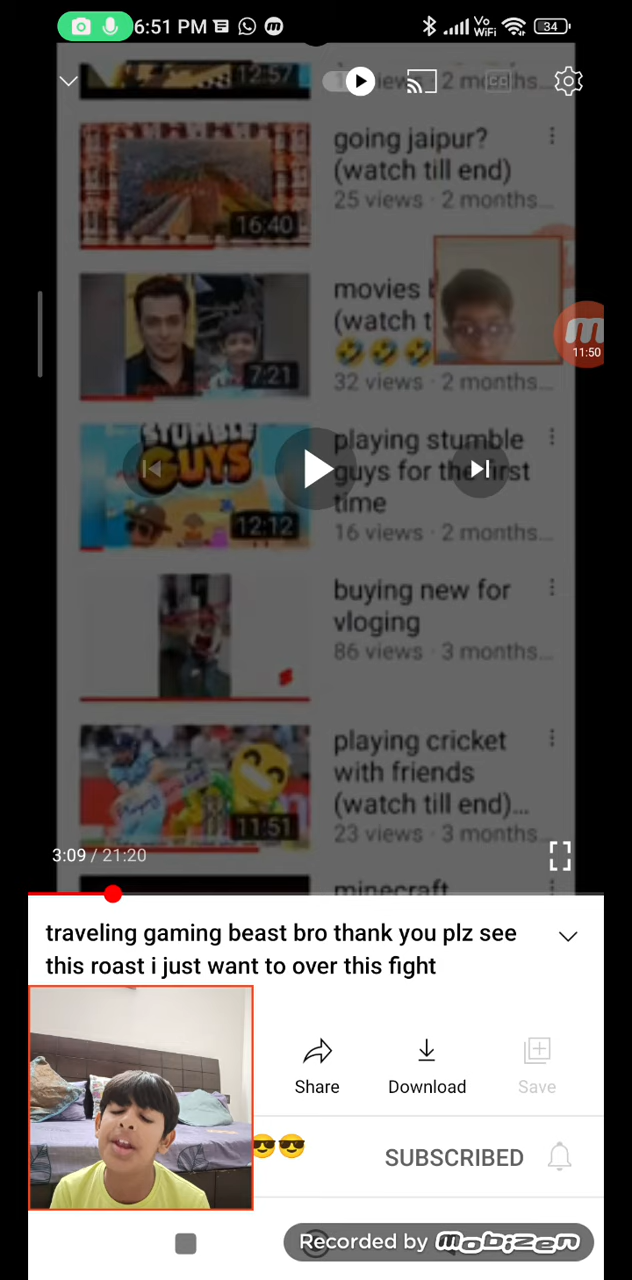 6:51 PM
Vo
WiFi
34
12:57
views · 2 m
going jaipur?
(watch till end)
25 views · 2 months...
16:40
movies
(watch t
🤣🤣🤣
32 views · 2 months...
7:21
11:50
STUMBLE
GUYS
12:12
playing stumble
guys for the first
time
16 views · 2 months...
buying new for
vloging
86 views · 3 months...
playing cricket
with friends
(watch till end)...
23 views · 3 months...
11:51
minecraft
3:09 / 21:20
traveling gaming beast bro thank you plz see
this roast i just want to over this fight
Share
Download
Save
😎😎
SUBSCRIBED
Recorded by mobizen